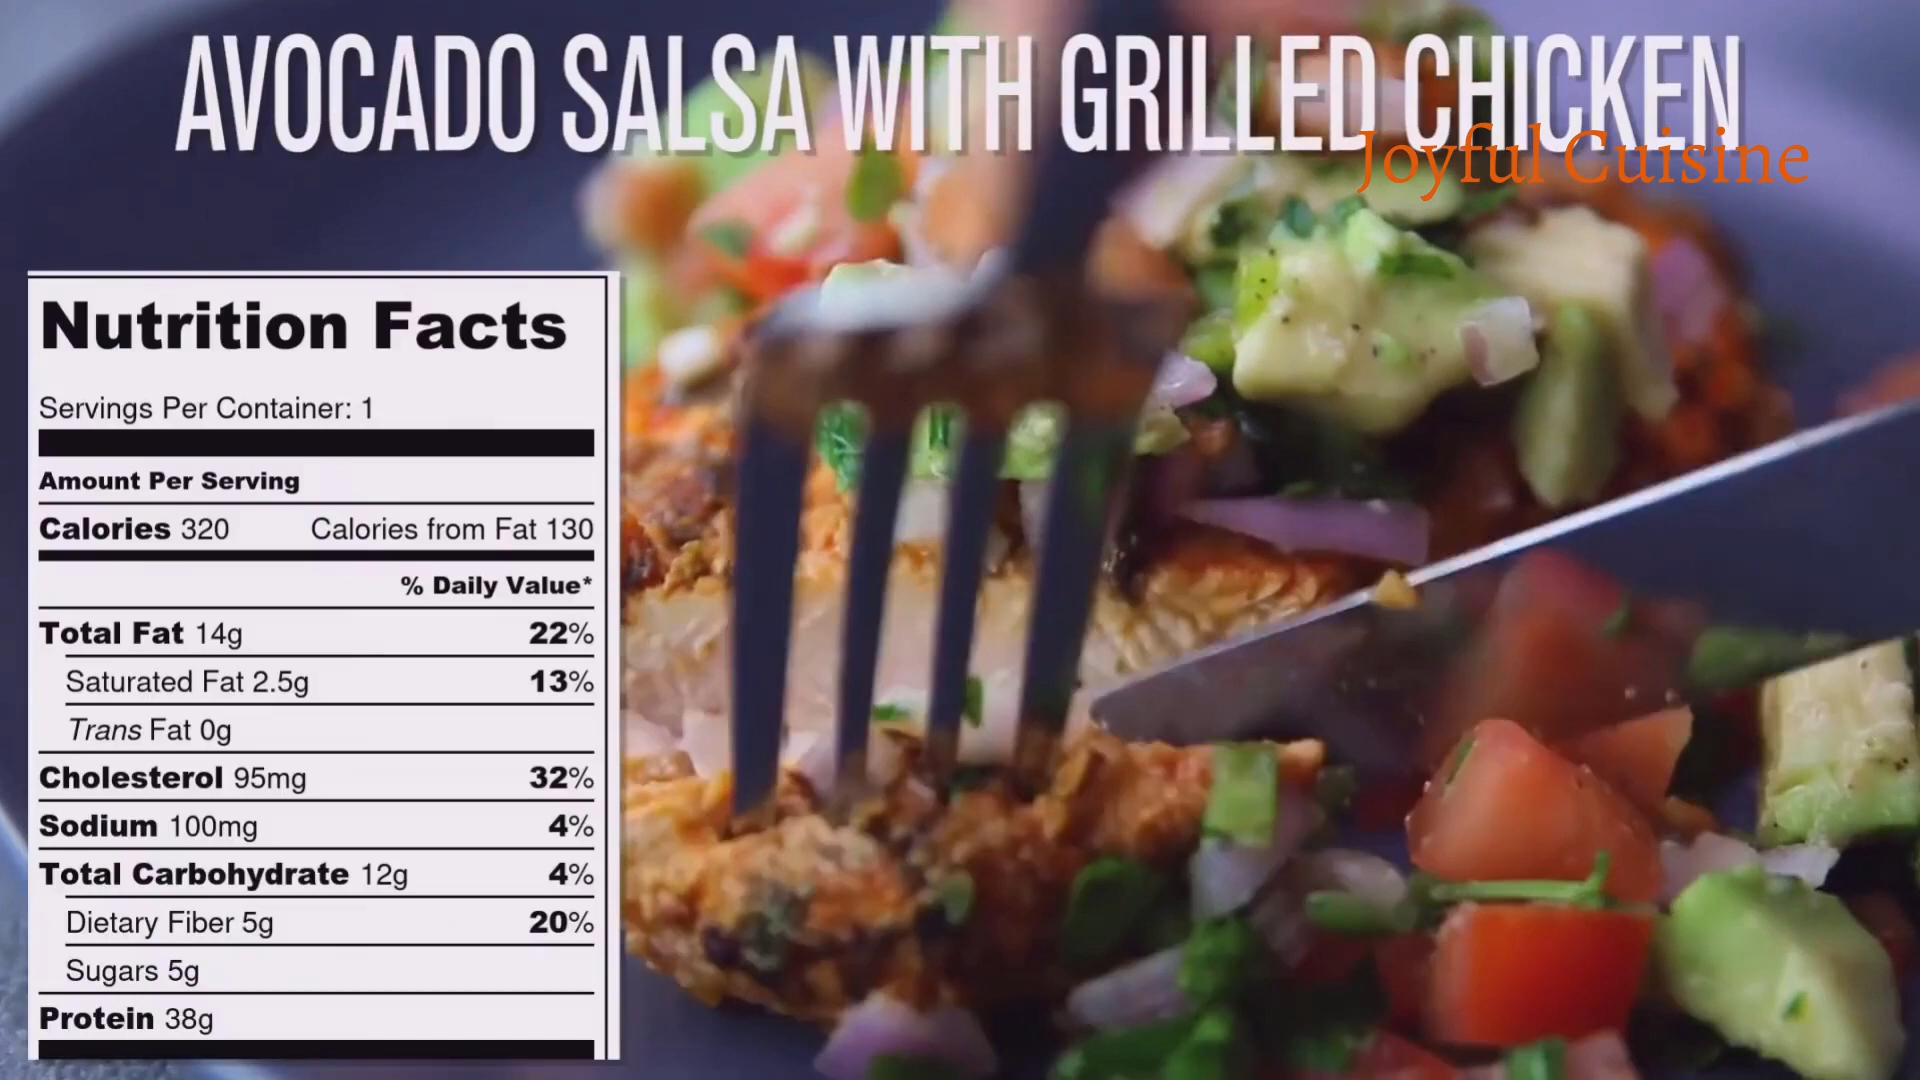 AVOCADO SALSA WITH GRILLED CHICKEN
Joyful Cuisine
Nutrition Facts
Servings Per Container: 1
Amount Per Serving
Calories 320 Calories from Fat 130
% Daily Value*
Total Fat 14g 22%
Saturated Fat 2.5g 13%
Trans Fat 0g
Cholesterol 95mg 32%
Sodium 100mg 4%
Total Carbohydrate 12g 4%
Dietary Fiber 5g 20%
Sugars 5g
Protein 38g